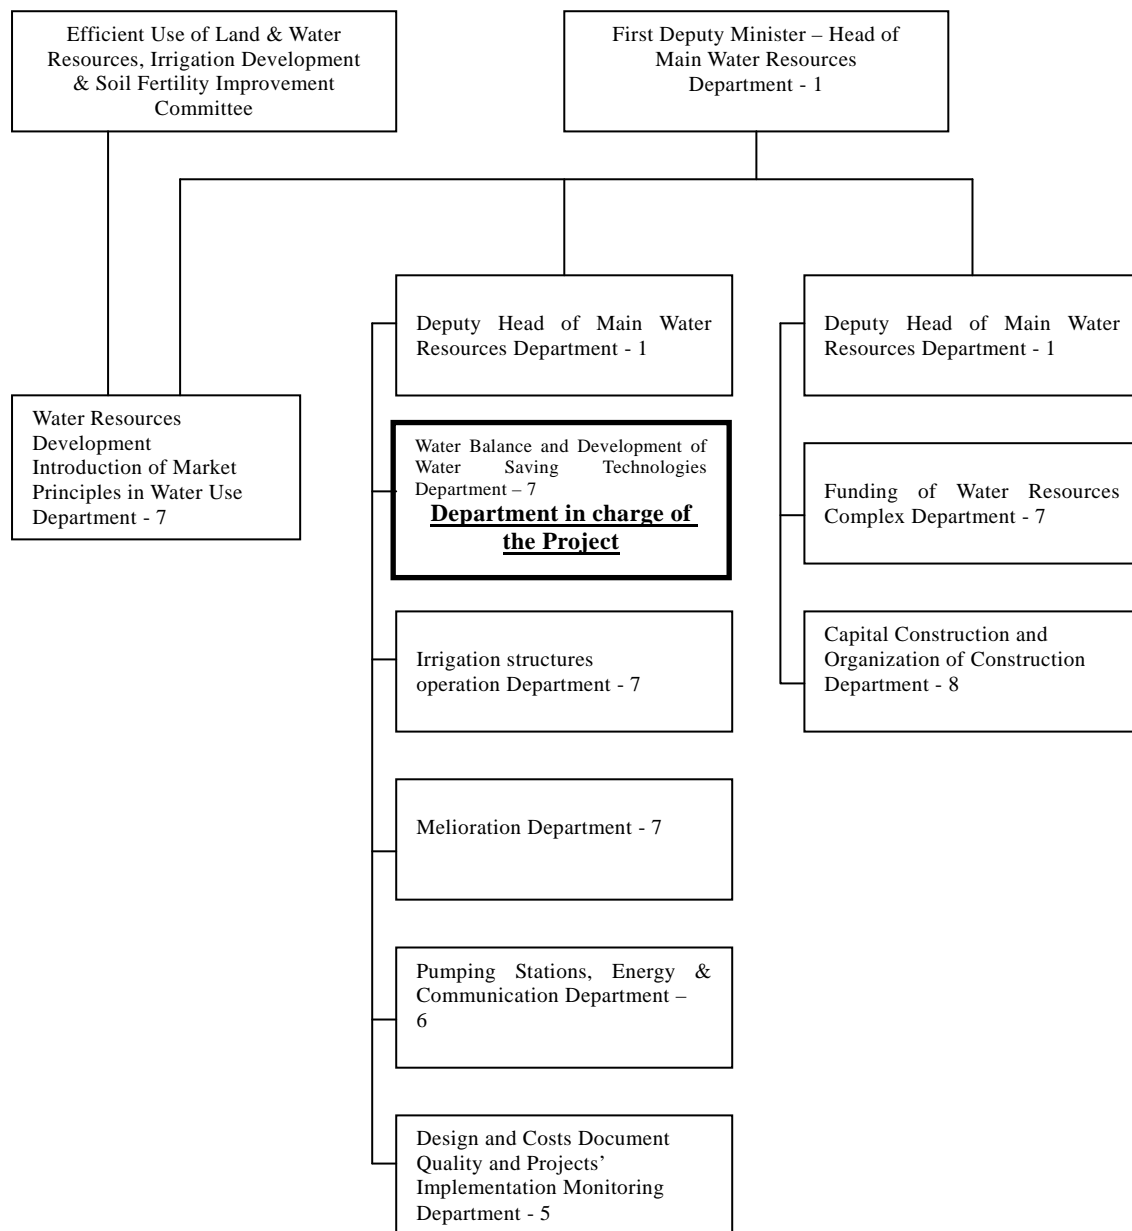 Efficient Use of Land & Water
Resources, Irrigation Development
& Soil Fertility Improvement
Committee
First Deputy Minister – Head of
Main Water Resources
Department - 1
Deputy Head of Main Water
Resources Department - 1
Deputy Head of Main Water
Resources Department - 1
Water Resources
Development
Introduction of Market
Principles in Water Use
Department - 7
Water Balance and Development of
Water Saving Technologies
Department – 7
Department in charge of
the Project
Funding of Water Resources
Complex Department - 7
Irrigation structures
operation Department - 7
Capital Construction and
Organization of Construction
Department - 8
Melioration Department - 7
Pumping Stations, Energy &
Communication Department –
6
Design and Costs Document
Quality and Projects’
Implementation Monitoring
Department - 5